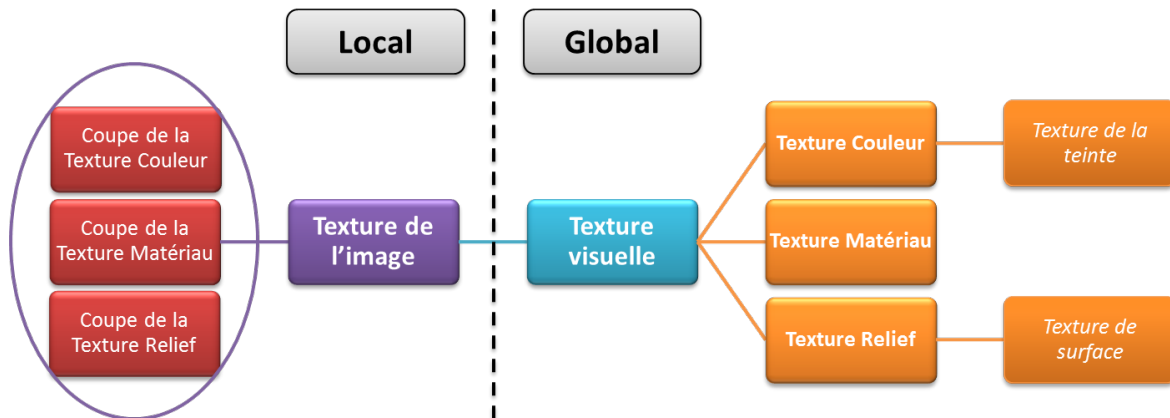 Local
Global
Coupe de la
Texture Couleur
Coupe de la
Texture Matériau
Coupe de la
Texture Relief
Texture de
l'image
Texture
visuelle
Texture Couleur
Texture Matériau
Texture Relief
Texture de la
teinte
Texture de
surface